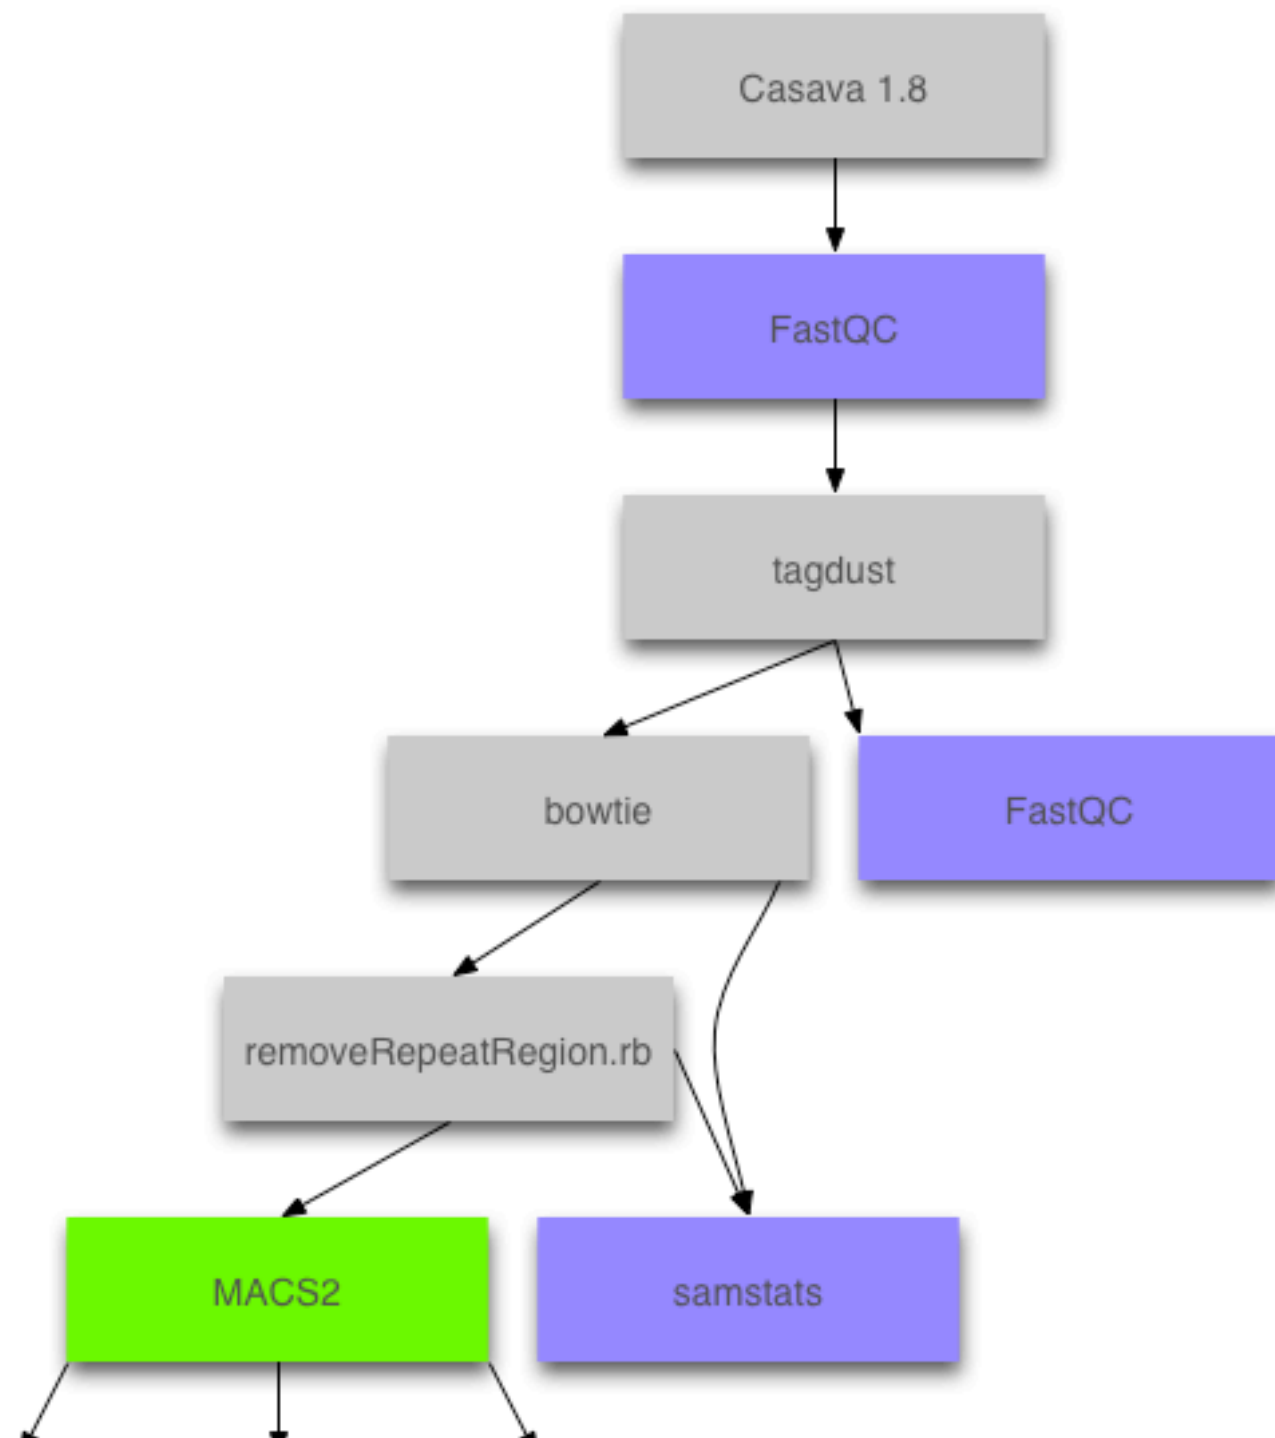 Casava 1.8
FastQC
tagdust
bowtie
FastQC
removeRepeatRegion.rb
MACS2
samstats